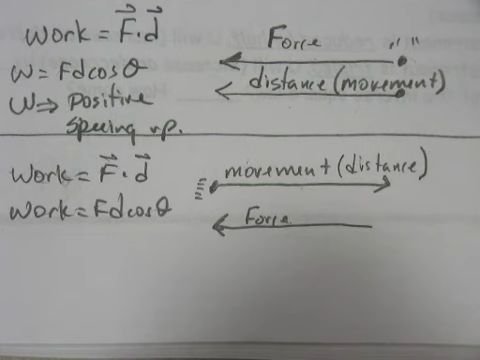 Work = F⃗·d⃗
W = Fdcosθ
W ⇒ Positive
Speeing up.
Force
distance (movement)
Work = F⃗·d⃗
Work = Fdcosθ
movement (distance)
Force